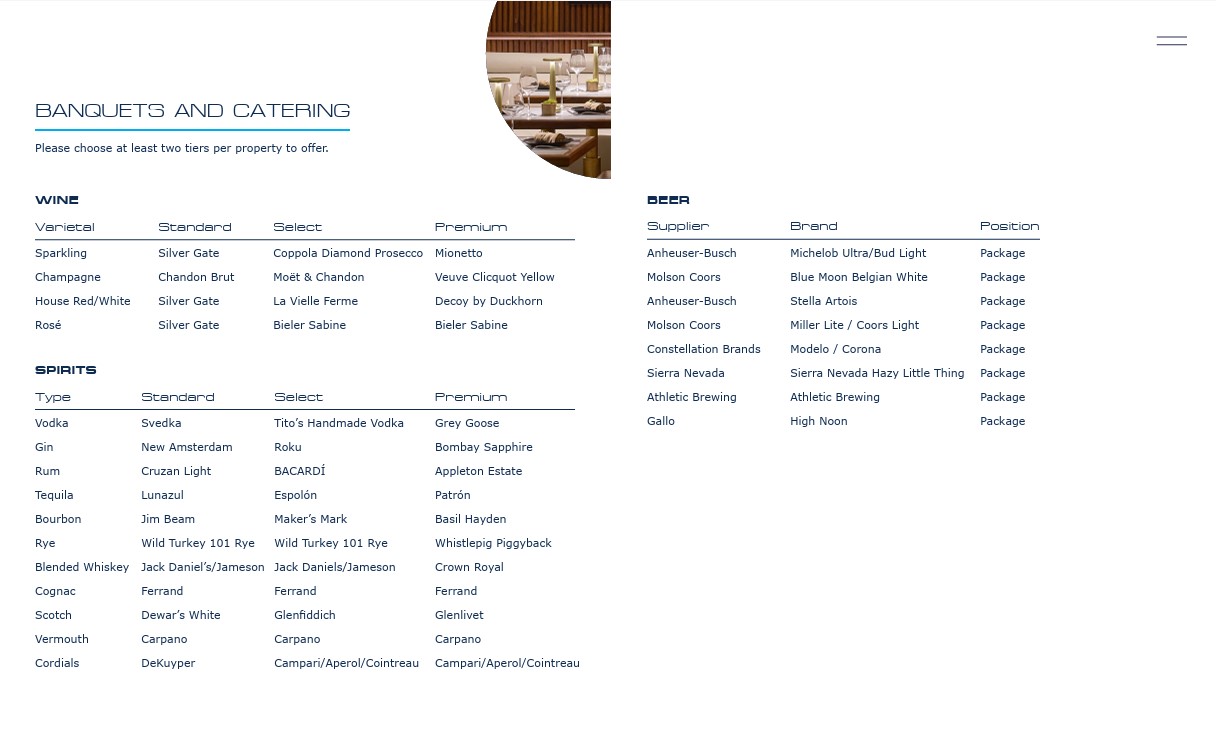 BANQUETS AND CATERING
Please choose at least two tiers per property to offer.
WINE
Varietal Standard Select Premium
Sparkling Silver Gate Coppola Diamond Prosecco Mionetto
Champagne Chandon Brut Moët & Chandon Veuve Clicquot Yellow
House Red/White Silver Gate La Vielle Ferme Decoy by Duckhorn
Rosé Silver Gate Bieler Sabine Bieler Sabine
SPIRITS
Type Standard Select Premium
Vodka Svedka Tito’s Handmade Vodka Grey Goose
Gin New Amsterdam Roku Bombay Sapphire
Rum Cruzan Light BACARDÍ Appleton Estate
Tequila Lunazul Espolón Patrón
Bourbon Jim Beam Maker’s Mark Basil Hayden
Rye Wild Turkey 101 Rye Wild Turkey 101 Rye Whistlepig Piggyback
Blended Whiskey Jack Daniel’s/Jameson Jack Daniels/Jameson Crown Royal
Cognac Ferrand Ferrand Ferrand
Scotch Dewar’s White Glenfiddich Glenlivet
Vermouth Carpano Carpano Carpano
Cordials DeKuyper Campari/Aperol/Cointreau Campari/Aperol/Cointreau
BEER
Supplier Brand Position
Anheuser-Busch Michelob Ultra/Bud Light Package
Molson Coors Blue Moon Belgian White Package
Anheuser-Busch Stella Artois Package
Molson Coors Miller Lite / Coors Light Package
Constellation Brands Modelo / Corona Package
Sierra Nevada Sierra Nevada Hazy Little Thing Package
Athletic Brewing Athletic Brewing Package
Gallo High Noon Package